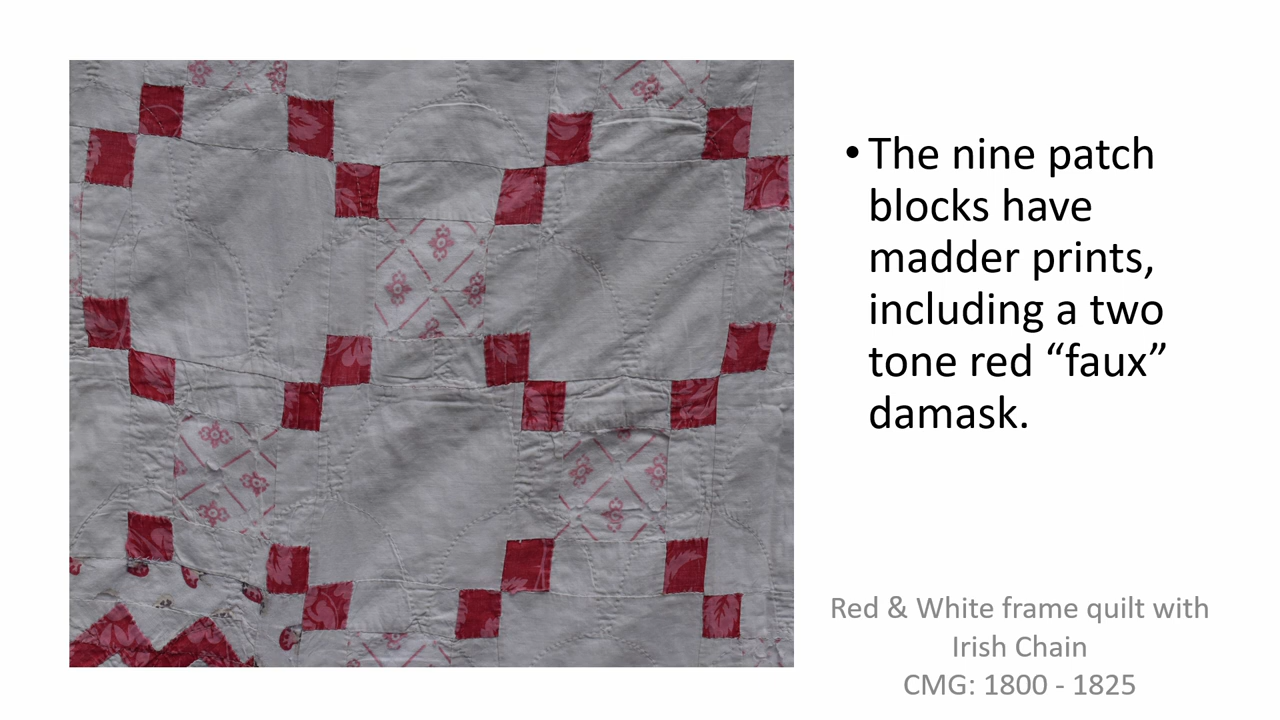 • The nine patch
blocks have
madder prints,
including a two
tone red “faux”
damask.
Red & White frame quilt with
Irish Chain
CMG: 1800 - 1825